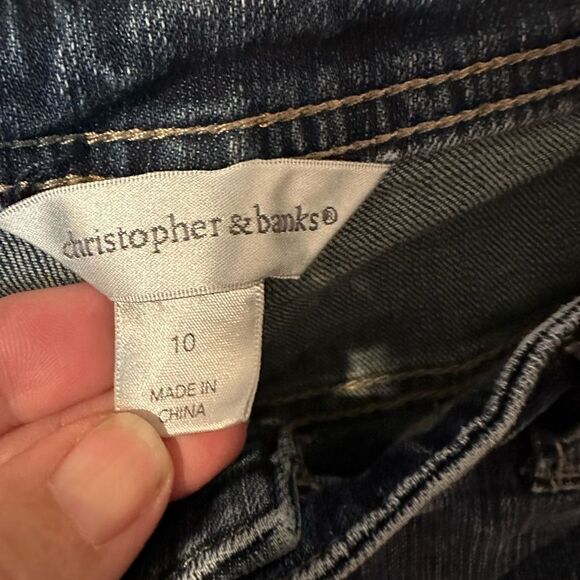 christopher & banks®
10
MADE IN
CHINA